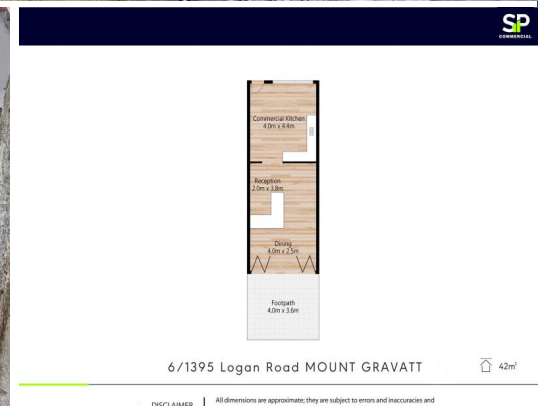 SP
COMMERCIAL
Commercial Kitchen
4.0m x 4.4m
Reception
2.0m x 3.8m
Dining
4.0m x 2.5m
Footpath
4.0m x 3.6m
6/1395 Logan Road MOUNT GRAVATT
42m²
DISCLAIMER
All dimensions are approximate; they are subject to errors and inaccuracies and